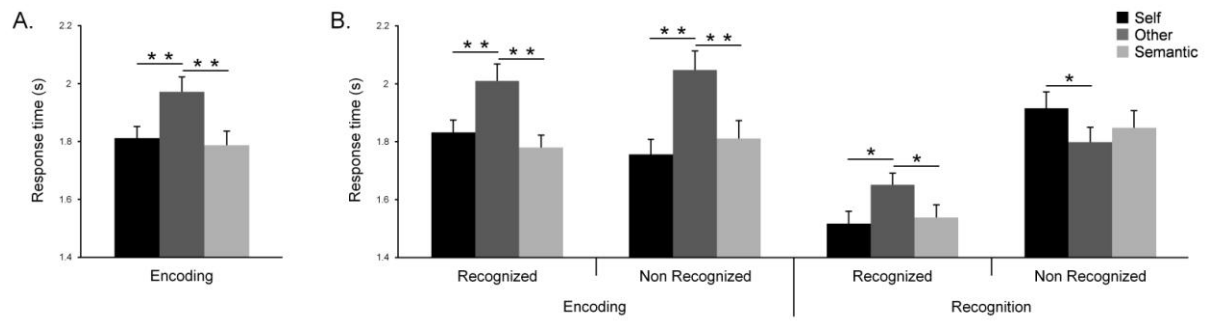 A.
Response time (s)
2.2
2
1.8
1.6
1.4
* *
* *
Encoding
B.
Response time (s)
2.2
2
1.8
1.6
1.4
* *
* *
* *
* *
*
*
*
Recognized
Non Recognized
Recognized
Non Recognized
Encoding
Recognition
Self
Other
Semantic